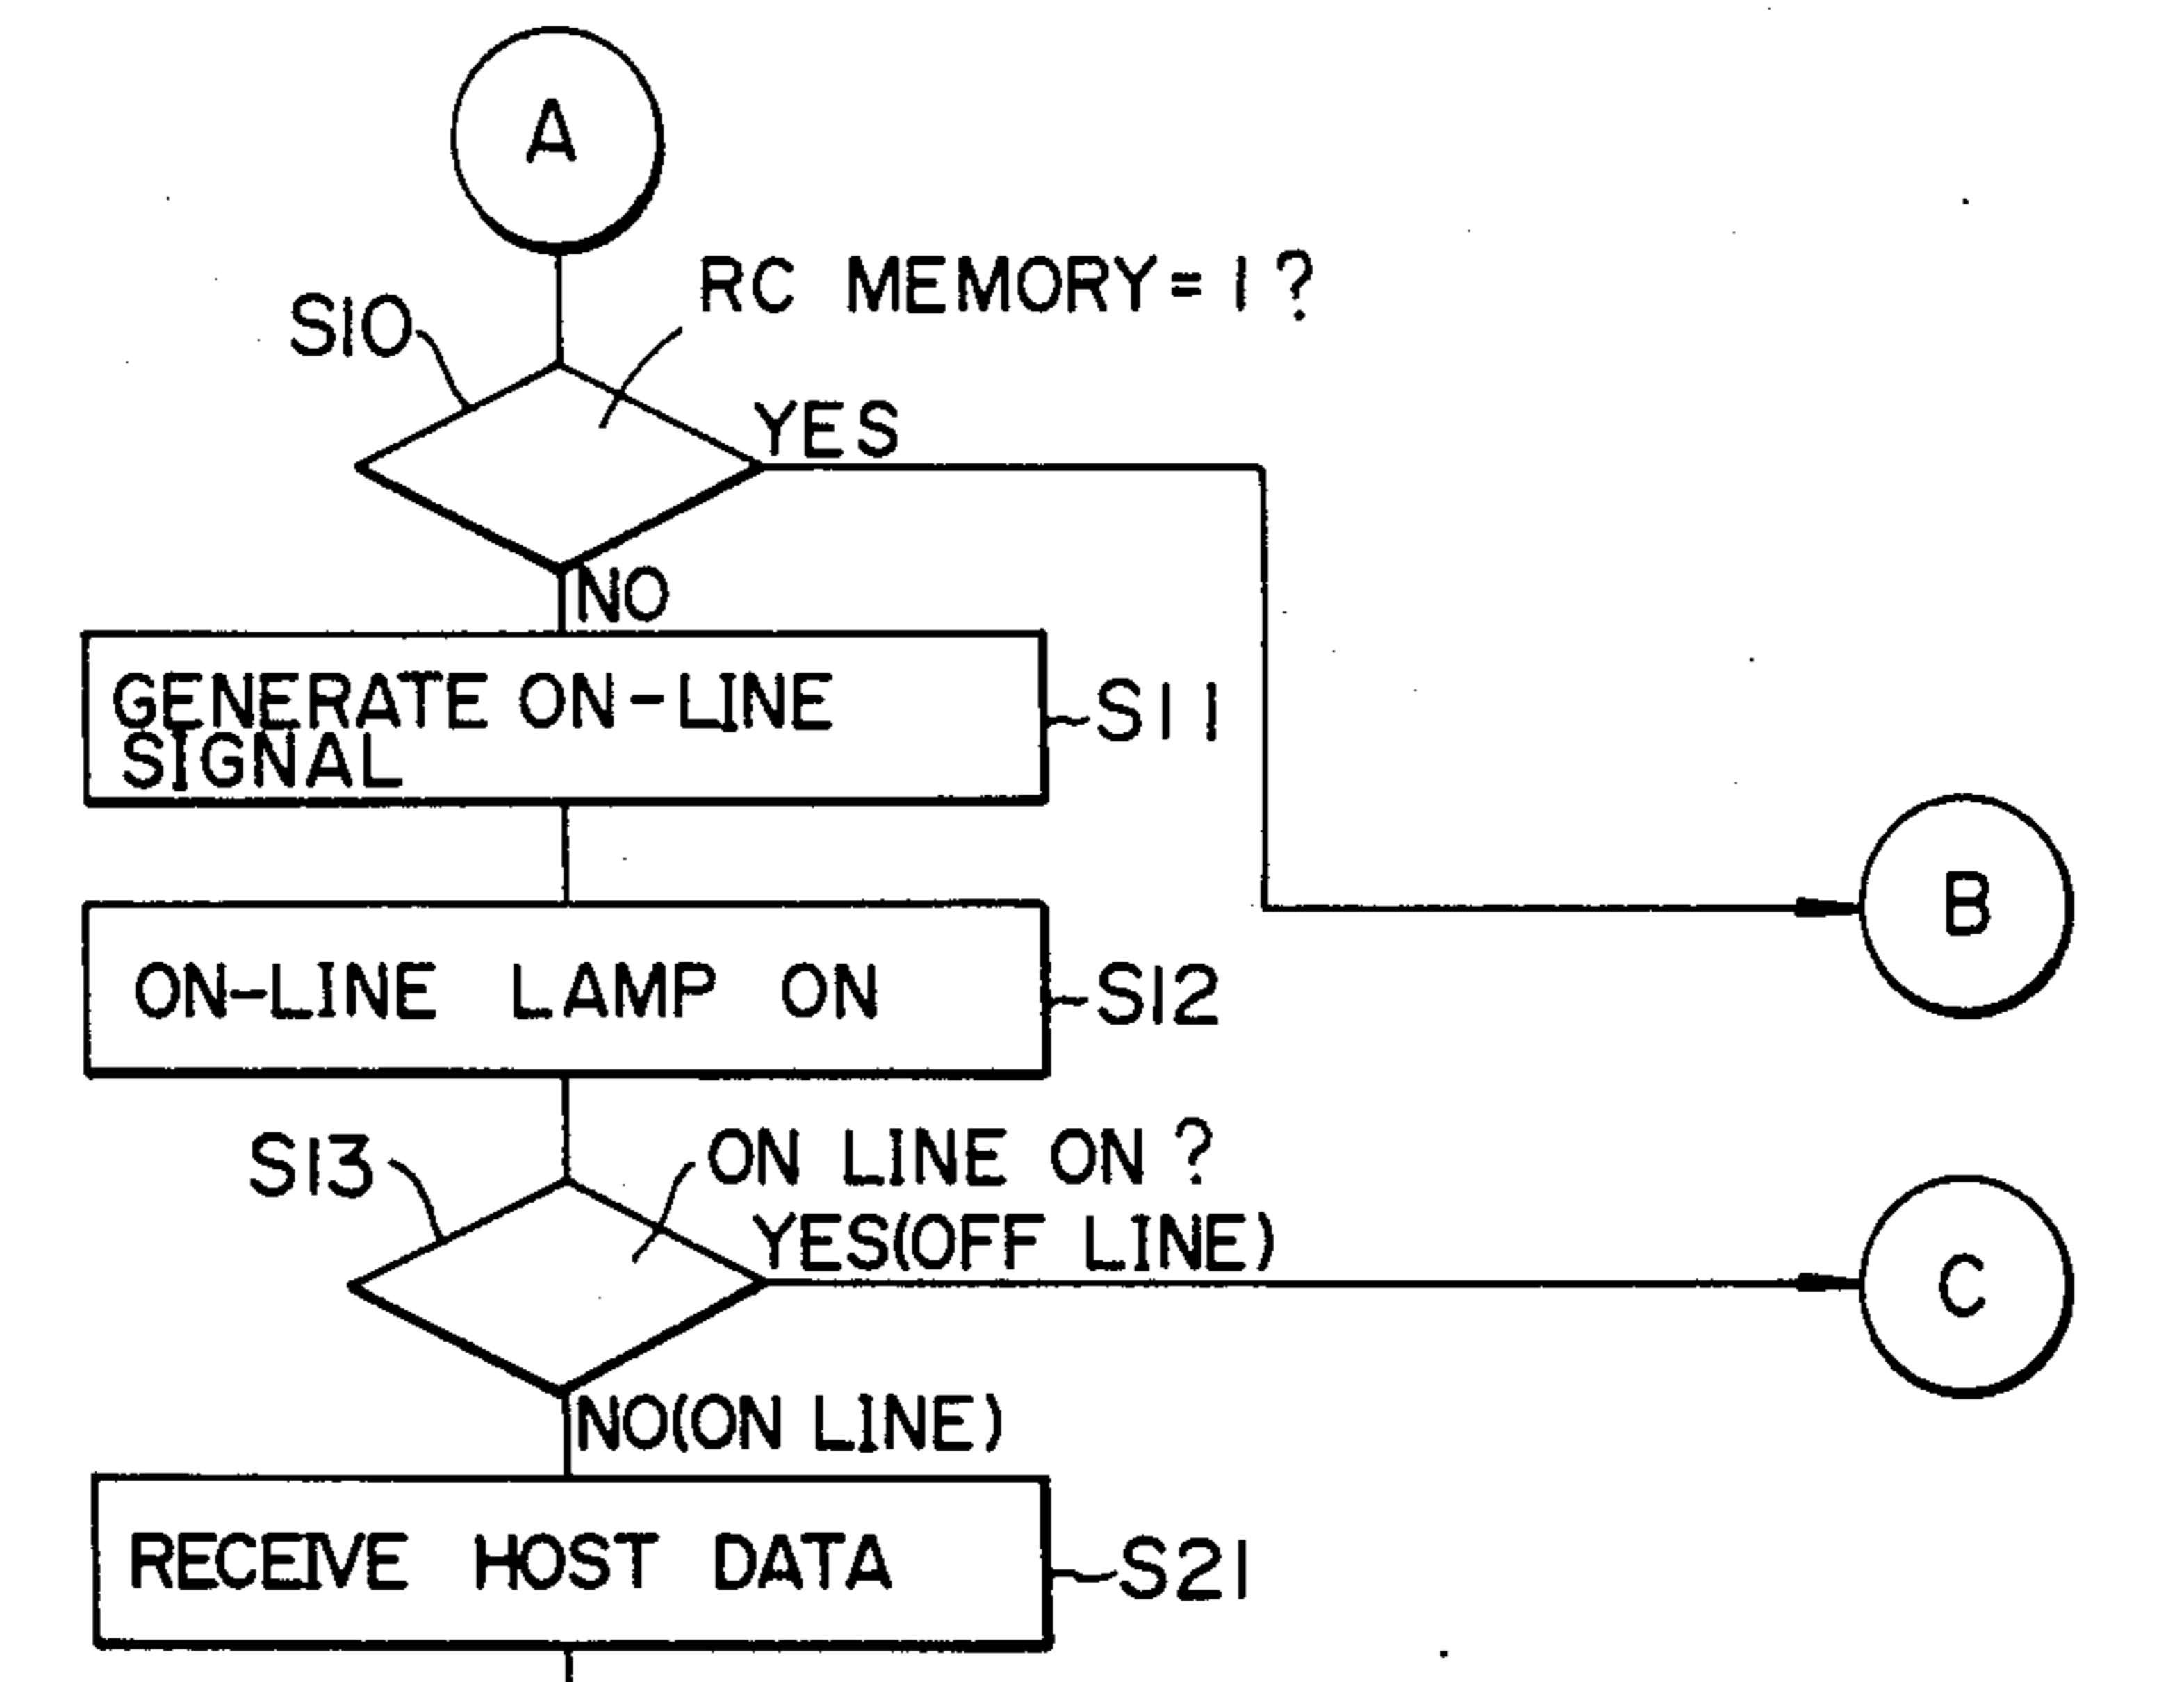 A
RC MEMORY = 1 ?
S10
YES
NO
GENERATE ON-LINE
SIGNAL
S11
B
ON-LINE LAMP ON
S12
S13
ON LINE ON ?
YES(OFF LINE)
C
NO(ON LINE)
RECEIVE HOST DATA
S21